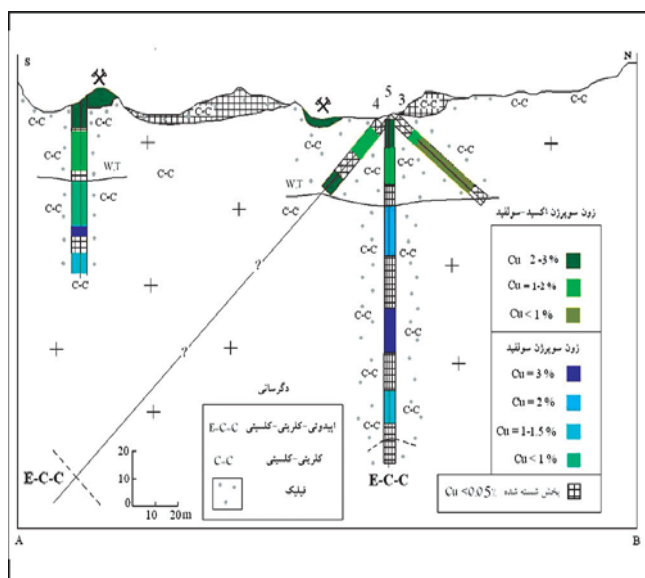 S
N
5
4
3
C-C
C-C
C-C
C-C
C-C
C-C
C-C
C-C
C-C
C-C
W.T
C-C
W.T
C-C
C-C
C-C
C-C
C-C
C-C
C-C
C-C
C-C
C-C
C-C
C-C
C-C
?
?
زون سوپرژن اکسید-سولفید
Cu 2-3 %
Cu = 1-2 %
Cu < 1 %
زون سوپرژن سولفید
Cu = 3 %
Cu = 2%
Cu = 1-1.5%
Cu < 1 %
بخش شسته شده Cu <0.05%
دگرسانی
E-C-C اپیدوتی-کلریتی-کلسیتی
C-C کلریتی-کلسیتی
فیلیک
E-C-C
E-C-C
20
10
0
10 20m
A
B